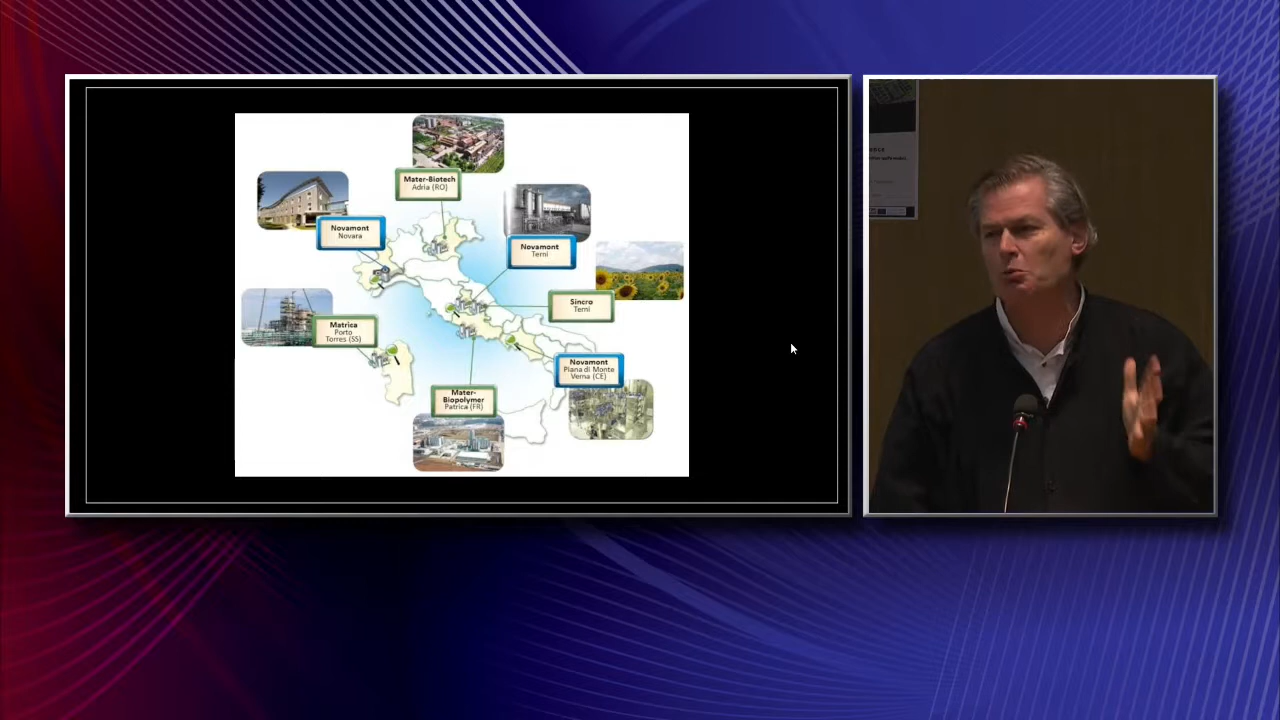 Mater-Biotech
Adria (RO)
Novamont
Novara
Novamont
Terni
Sincro
Terni
Matrica
Porto
Torres (SS)
Novamont
Piana di Monte
Verna (CE)
Mater-
Biopolymer
Patrica (FR)